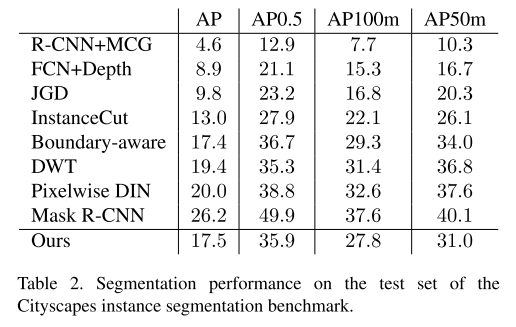 AP AP0.5 AP100m AP50m
R-CNN+MCG 4.6 12.9 7.7 10.3
FCN+Depth 8.9 21.1 15.3 16.7
JGD 9.8 23.2 16.8 20.3
InstanceCut 13.0 27.9 22.1 26.1
Boundary-aware 17.4 36.7 29.3 34.0
DWT 19.4 35.3 31.4 36.8
Pixelwise DIN 20.0 38.8 32.6 37.6
Mask R-CNN 26.2 49.9 37.6 40.1
Ours 17.5 35.9 27.8 31.0
Table 2. Segmentation performance on the test set of the
Cityscapes instance segmentation benchmark.